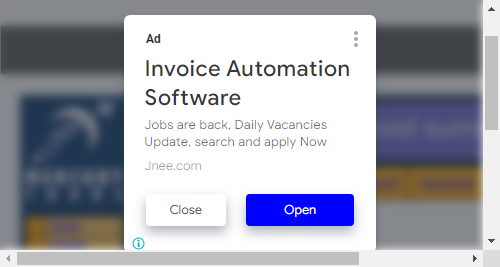 Ad
Invoice Automation
Software
Jobs are back, Daily Vacancies
Update, search and apply Now
Jnee.com
Close
Open